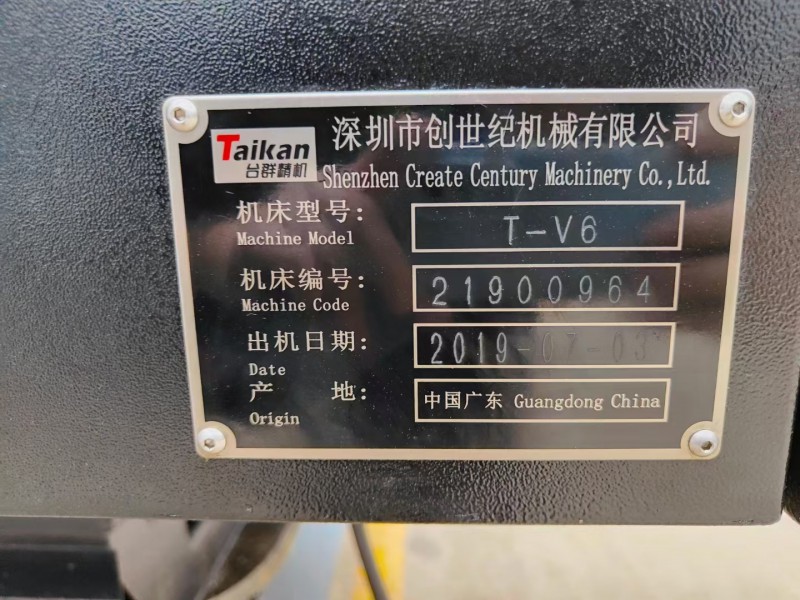 Taikan
台群精机
深圳市创世纪机械有限公司
Shenzhen Create Century Machinery Co.,Ltd.
机床型号: T-V6
Machine Model
机床编号: 21900964
Machine Code
出机日期: 2019-07-03
Date
产 地: 中国广东 Guangdong China
Origin